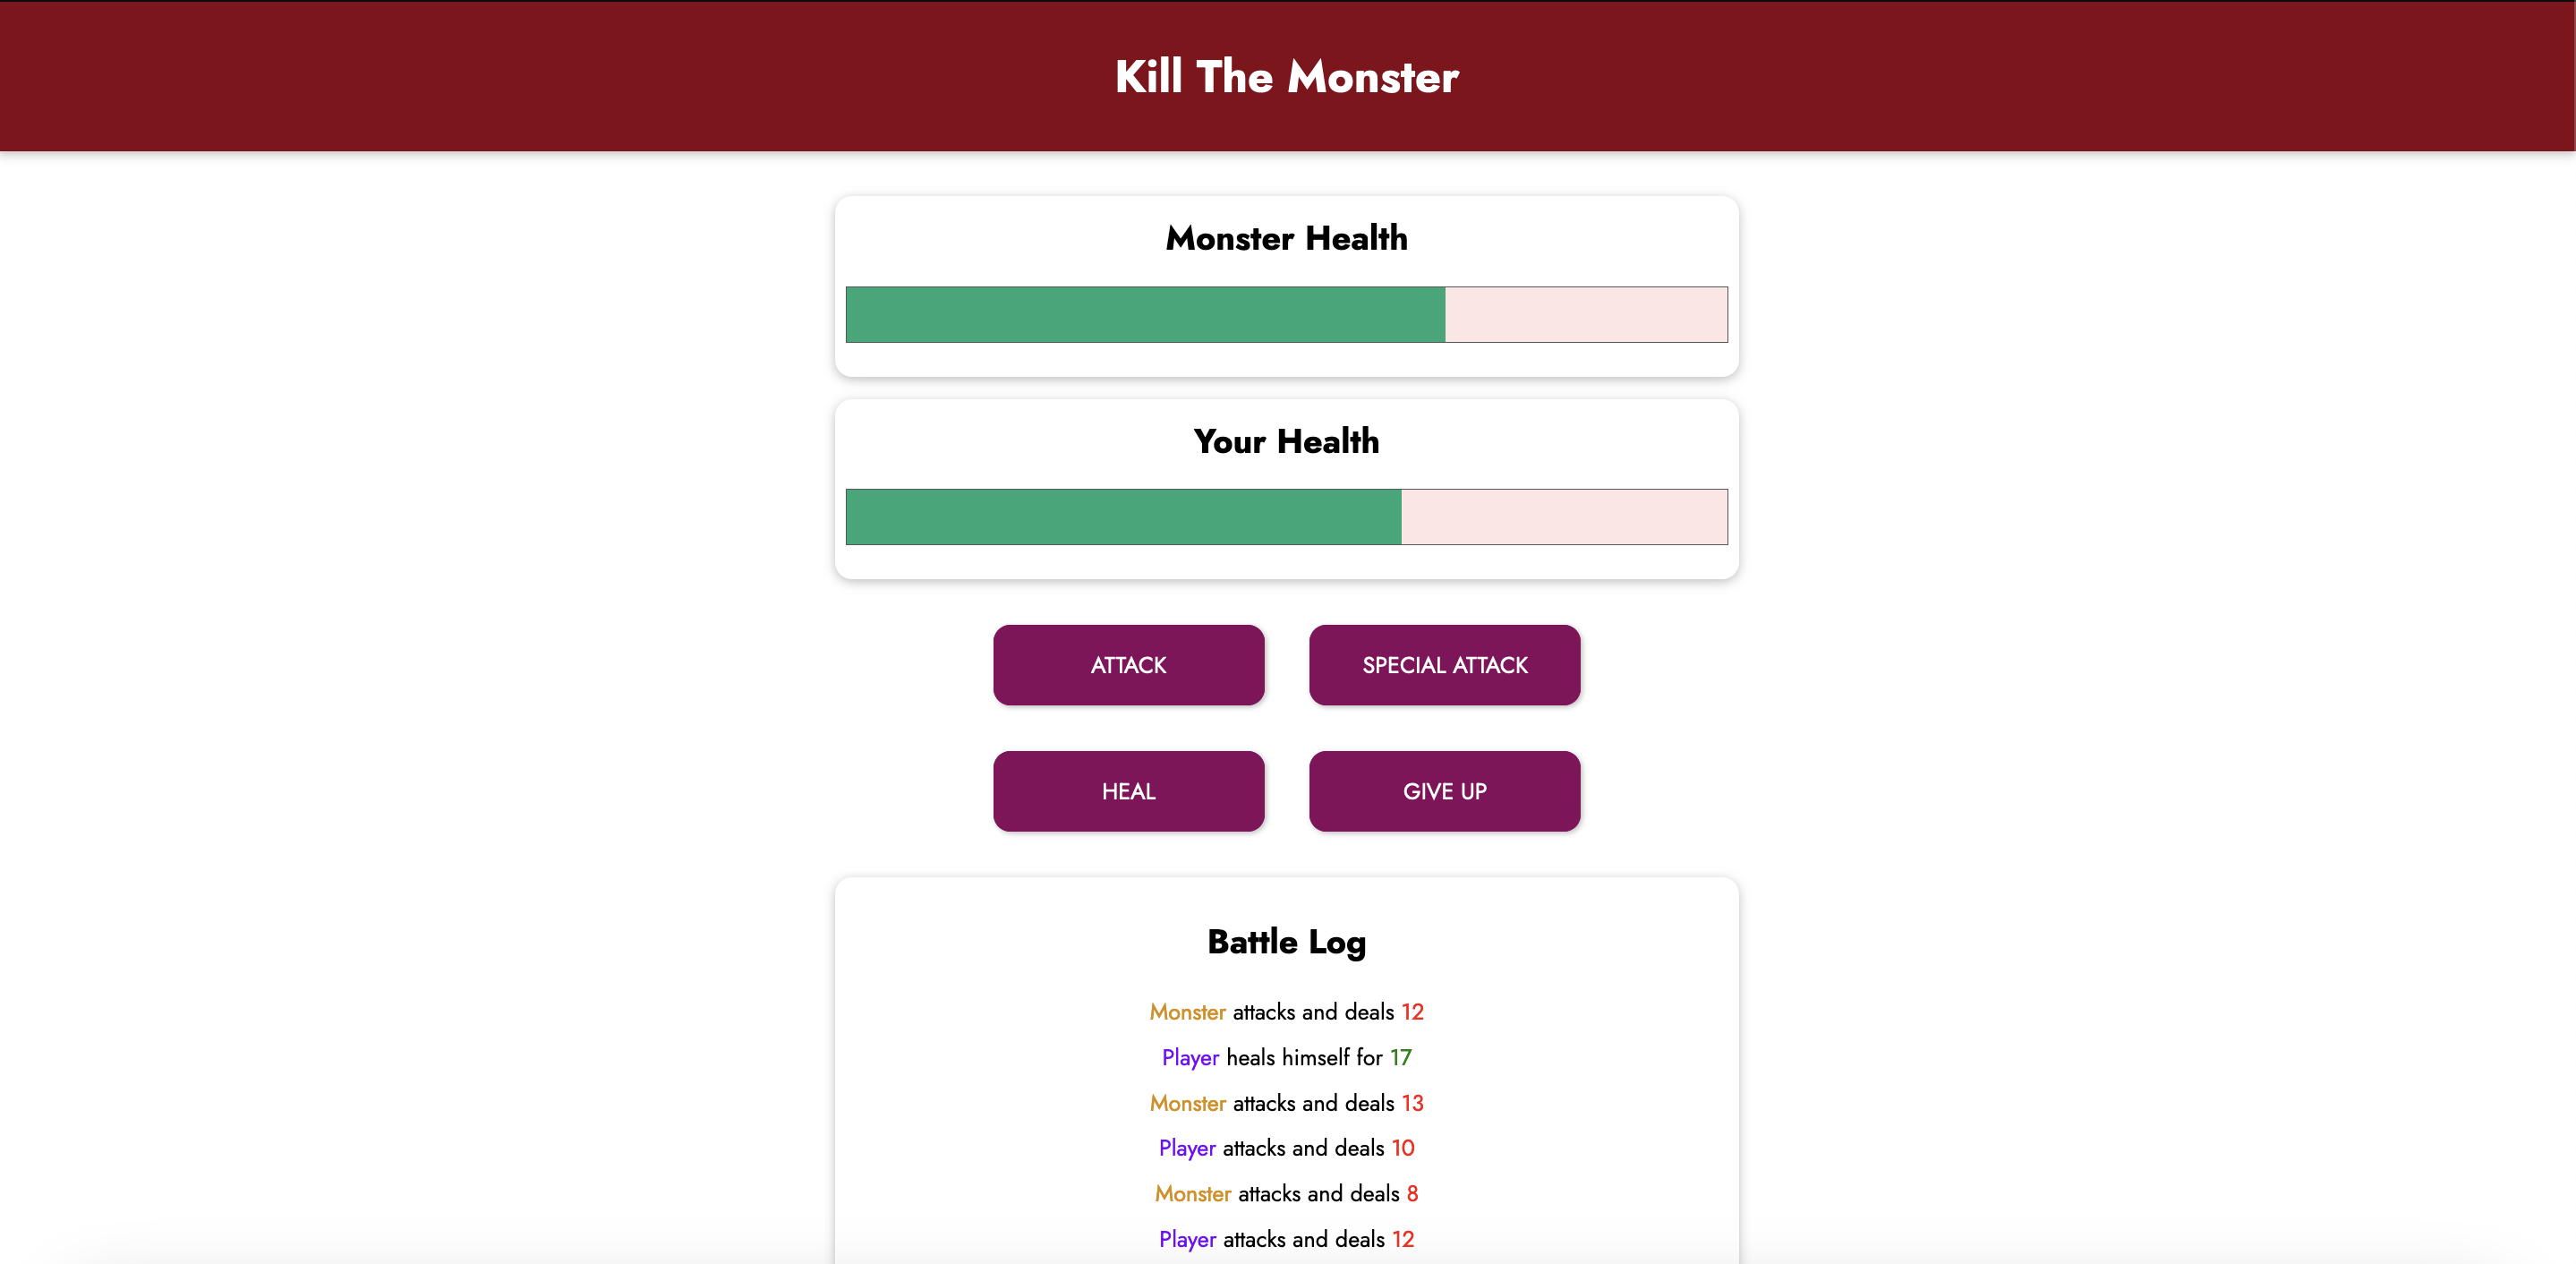 Kill The Monster
Monster Health
Your Health
ATTACK
SPECIAL ATTACK
HEAL
GIVE UP
Battle Log
Monster attacks and deals 12
Player heals himself for 17
Monster attacks and deals 13
Player attacks and deals 10
Monster attacks and deals 8
Player attacks and deals 12